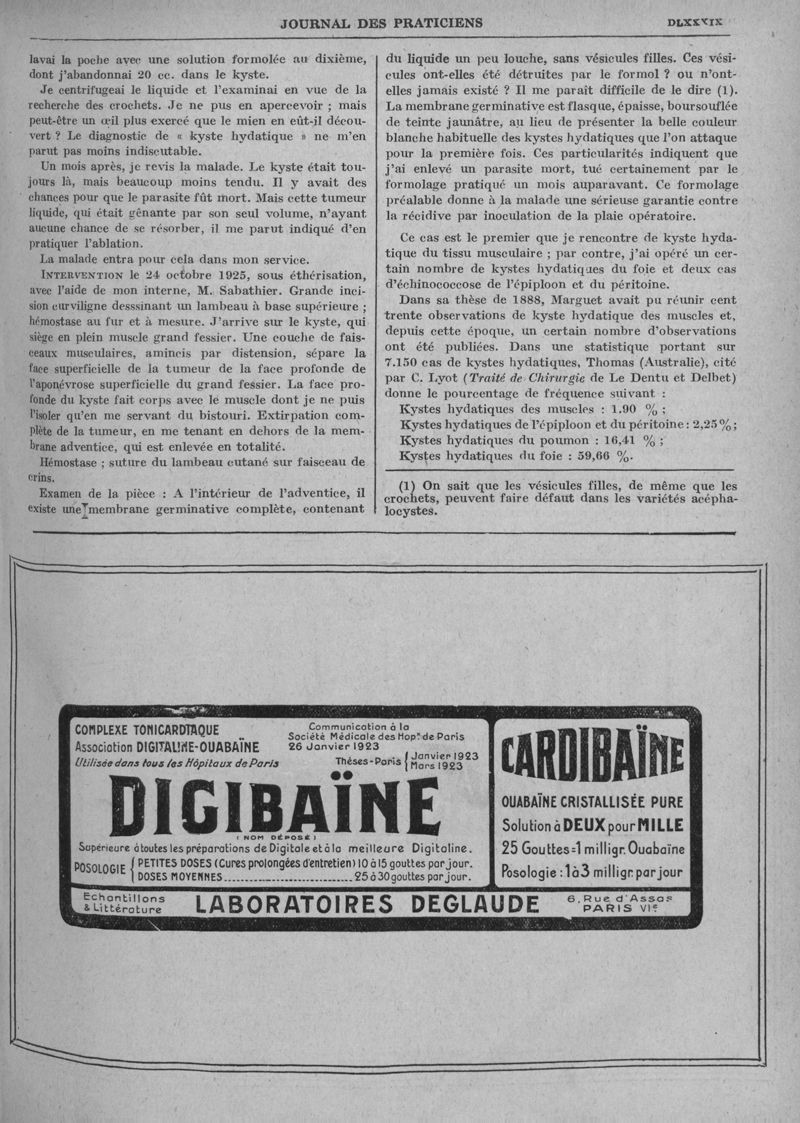 JOURNAL DES PRATICIENS
DLXXXIX
lavai la poche avec une solution formolée au dixième,
dont j'abandonnai 20 cc. dans le kyste.
Je centrifugeai le liquide et l'examinai en vue de la
recherche des crochets. Je ne pus en apercevoir ; mais
peut-être un œil plus exercé que le mien en eût-il décou-
vert ? Le diagnostic de « kyste hydatique » ne m'en
parut pas moins indiscutable.
Un mois après, je revis la malade. Le kyste était tou-
jours là, mais beaucoup moins tendu. Il y avait des
chances pour que le parasite fût mort. Mais cette tumeur
liquide, qui était gênante par son seul volume, n'ayant
aucune chance de se résorber, il me parut indiqué d'en
pratiquer l'ablation.
La malade entra pour cela dans mon service.
INTERVENTION le 24 octobre 1925, sous éthérisation,
avec l'aide de mon interne, M. Sabathier. Grande inci-
sion curviligne desssinant un lambeau à base supérieure ;
hémostase au fur et à mesure. J'arrive sur le kyste, qui
siège en plein muscle grand fessier. Une couche de fais-
ceaux musculaires, amincis par distension, sépare la
face superficielle de la tumeur de la face profonde de
l'aponévrose superficielle du grand fessier. La face pro-
fonde du kyste fait corps avec le muscle dont je ne puis
l'isoler qu'en me servant du bistouri. Extirpation com-
plète de la tumeur, en me tenant en dehors de la mem-
brane adventice, qui est enlevée en totalité.
Hémostase ; suture du lambeau cutané sur faisceau de
crins.
Examen de la pièce : A l'intérieur de l'adventice, il
existe une membrane germinative complète, contenant
du liquide un peu louche, sans vésicules filles. Ces vési-
cules ont-elles été détruites par le formol ? ou n'ont-
elles jamais existé ? Il me paraît difficile de le dire (1).
La membrane germinative est flasque, épaisse, boursouflée
de teinte jaunâtre, au lieu de présenter la belle couleur
blanche habituelle des kystes hydatiques que l'on attaque
pour la première fois. Ces particularités indiquent que
j'ai enlevé un parasite mort, tué certainement par le
formolage pratiqué un mois auparavant. Ce formolage
préalable donne à la malade une sérieuse garantie contre
la récidive par inoculation de la plaie opératoire.
Ce cas est le premier que je rencontre de kyste hyda-
tique du tissu musculaire ; par contre, j'ai opéré un cer-
tain nombre de kystes hydatiques du foie et deux cas
d'échinococcose de l'épiploon et du péritoine.
Dans sa thèse de 1888, Marguet avait pu réunir cent
trente observations de kyste hydatique des muscles et,
depuis cette époque, un certain nombre d'observations
ont été publiées. Dans une statistique portant sur
7.150 cas de kystes hydatiques, Thomas (Australie), cité
par C. Lyot (Traité de Chirurgie de Le Dentu et Delbet)
donne le pourcentage de fréquence suivant :
Kystes hydatiques des muscles : 1.90 % ;
Kystes hydatiques de l'épiploon et du péritoine : 2,25 % ;
Kystes hydatiques du poumon : 16,41 % ;
Kystes hydatiques du foie : 59,66 %.
(1) On sait que les vésicules filles, de même que les
crochets, peuvent faire défaut dans les variétés acépha-
locystes.
COMPLEXE TONICARDIAQUE
Association DIGITALINE-OUABAÏNE
Utilisée dans tous les Hôpitaux de Paris
Communication à la
Société Médicale des Hop.x de Paris
26 Janvier 1923
Thèses-Paris { Janvier 1923
Mars 1923
DIGIBAÏNE
( NOM DÉPOSÉ )
Supérieure à toutes les préparations de Digitale et à la meilleure Digitaline.
POSOLOGIE { PETITES DOSES (Cures prolongées d'entretien) 10 à 15 gouttes par jour.
DOSES MOYENNES............................25 à 30 gouttes par jour.
CARDIBAÏNE
OUABAÏNE CRISTALLISÉE PURE
Solution à DEUX pour MILLE
25 Gouttes=1 milligr. Ouabaïne
Posologie : 1 à 3 milligr. par jour
Echantillons
& Littérature
LABORATOIRES DEGLAUDE
6, Rue d'Assas
PARIS VIe